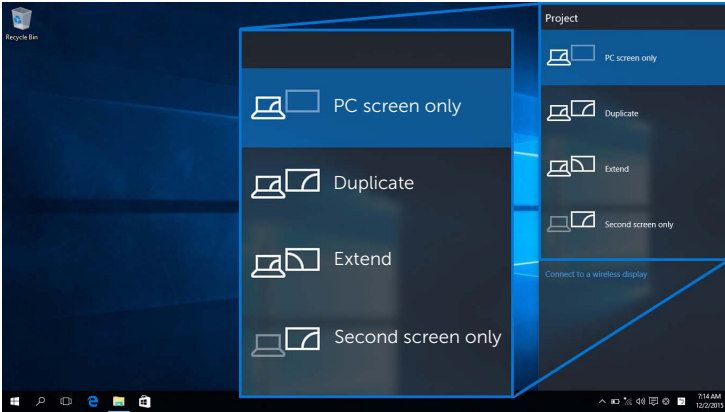 Recycle Bin
PC screen only
Duplicate
Extend
Second screen only
Project
PC screen only
Duplicate
Extend
Second screen only
Connect to a wireless display
7:14 AM
12/2/2015